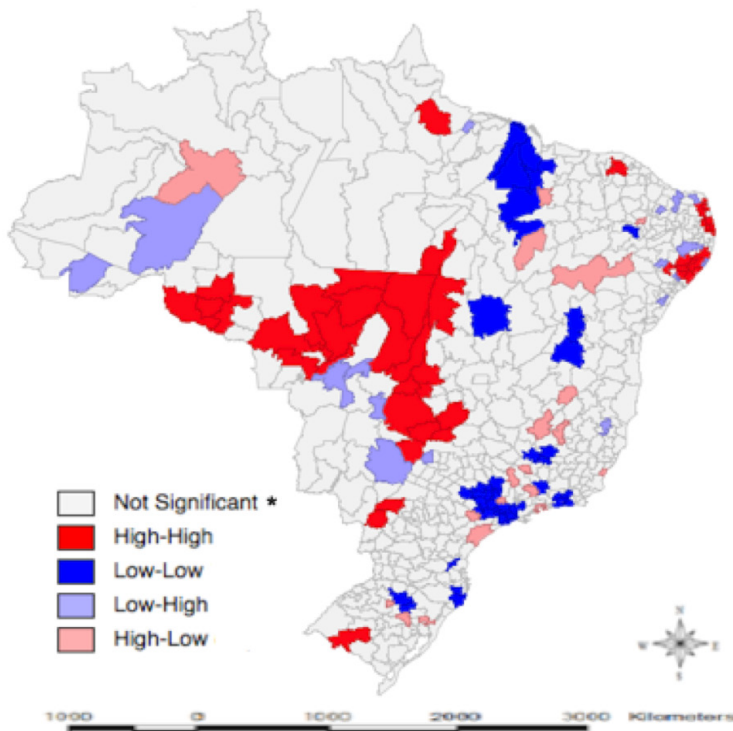 Not Significant *
High-High
Low-Low
Low-High
High-Low
N
W E
S
1000 0 1000 2000 3000 Kilometers